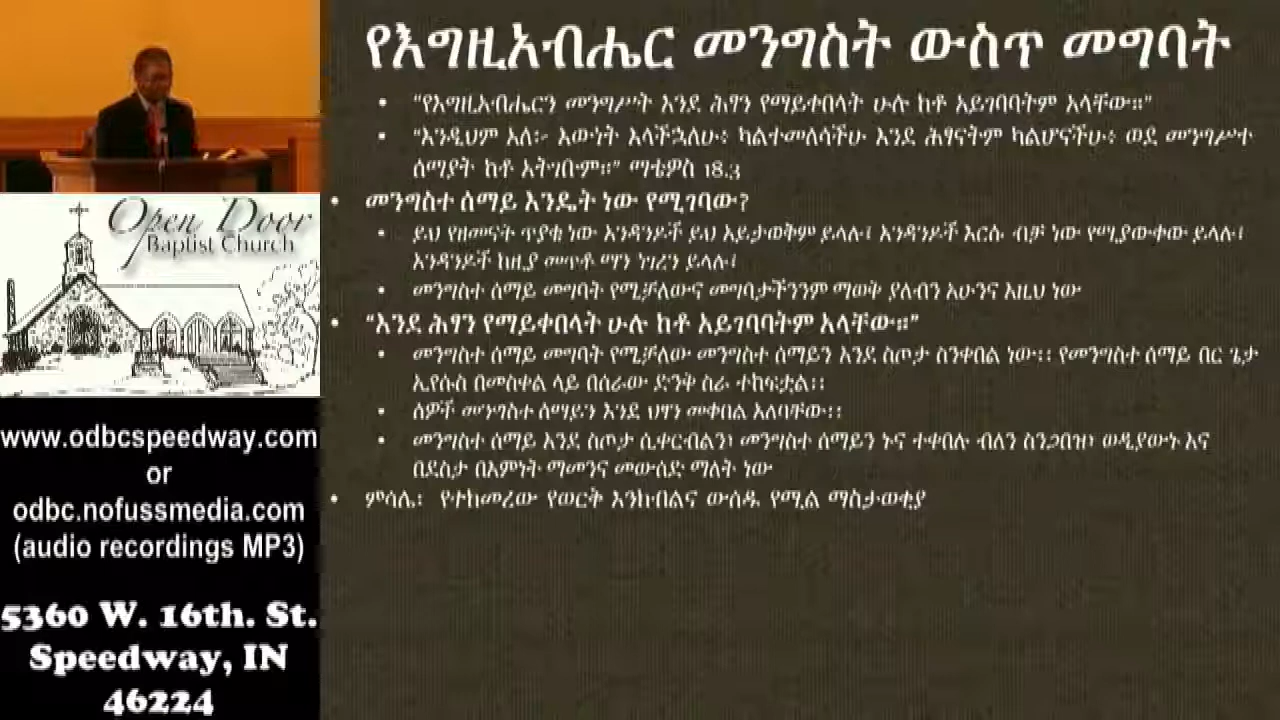 የእግዚአብሔር መንግስት ውስጥ መግባት
• “የእግዚአብሔርን መንግሥት እንደ ሕፃን የማይቀበላት ሁሉ ከቶ አይገባባትም አላቸው።”
• “እንዲህም አለ፦ እውነት እላችኋለሁ፥ ካልተመለሳችሁ እንደ ሕፃናትም ካልሆናችሁ፥ ወደ መንግሥተ
ሰማያት ከቶ አትገቡም።” ማቴዎስ 18.3
• መንግስተ ሰማይ እንዴት ነው የሚገባው?
• ይህ የዘመናት ጥያቄ ነው አንዳንዶች ይህ አይታወቅም ይላሉ፤ አንዳንዶች እርሱ ብቻ ነው የሚያውቀው ይላሉ፤
አንዳንዶች ከዚያ መጥቶ ማን ነገረን ይላሉ፤
• መንግስተ ሰማይ መግባት የሚቻለውና መግባታችንንም ማወቅ ያለብን አሁንና እዚህ ነው
• “እንደ ሕፃን የማይቀበላት ሁሉ ከቶ አይገባባትም አላቸው።”
• መንግስተ ሰማይ መግባት የሚቻለው መንግስተ ሰማይን እንደ ስጦታ ስንቀበል ነው፡፡ የመንግስተ ሰማይ በር ጌታ
ኢየሱስ በመስቀል ላይ በሰራው ድንቅ ስራ ተከፍቷል፡፡
• ሰዎች መንግስተ ሰማይን እንደ ህፃን መቀበል አለባቸው፡፡
• መንግስተ ሰማይ እንደ ስጦታ ሲቀርብልን፣ መንግስተ ሰማይን ኑና ተቀበሉ ብለን ስንጋበዝ፣ ወዲያውኑ እና
በደስታ በእምነት ማመንና መውሰድ ማለት ነው
• ምሳሌ፡ የተከመረው የወርቅ እንክብልና ውሰዱ የሚል ማስታወቂያ
Open Door
Baptist Church
www.odbcspeedway.com
or
odbc.nofussmedia.com
(audio recordings MP3)
5360 W. 16th. St.
Speedway, IN
46224